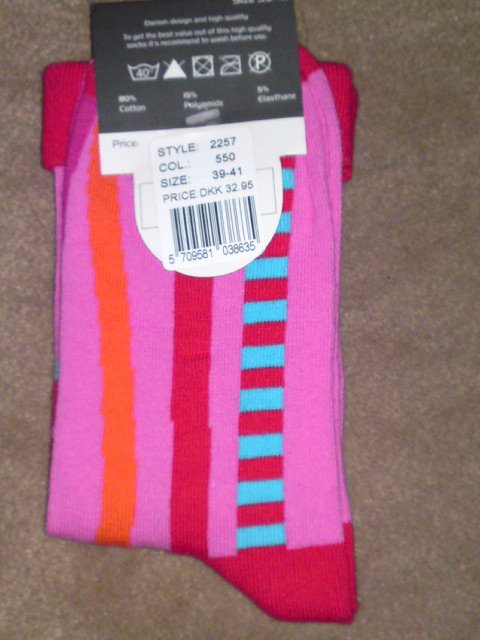 Danish design and high quality
To get the best value out of this high quality
socks it's recommend to wash before use.
40°
P
80% 15% 5%
Cotton Polyamide Elasthane
Price:
STYLE: 2257
COL.: 550
SIZE: 39-41
PRICE:DKK 32.95
5 709581 038635